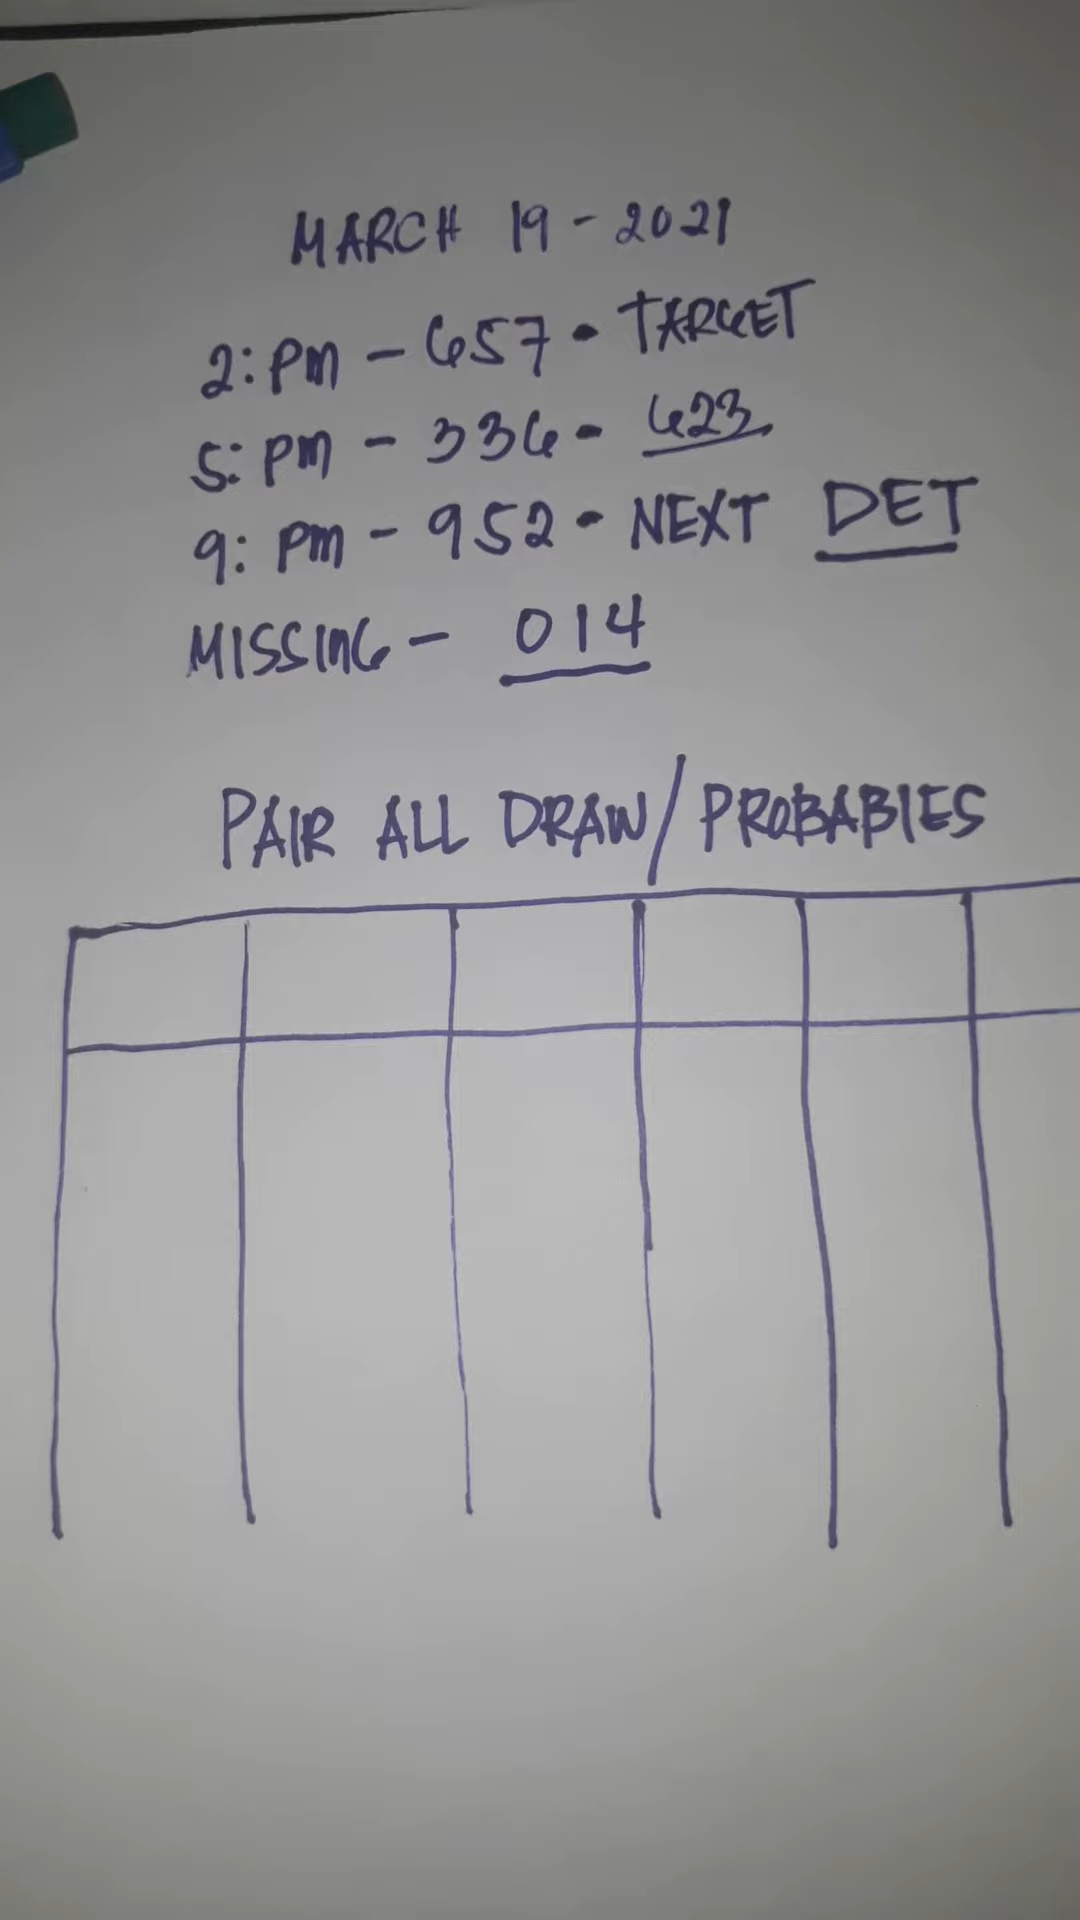 MARCH 19 - 2021
2: PM - 657 - TARGET
5: PM - 336 - 623
9: PM - 952 - NEXT DET
MISSING - 014
PAIR ALL DRAW/PROBABIES